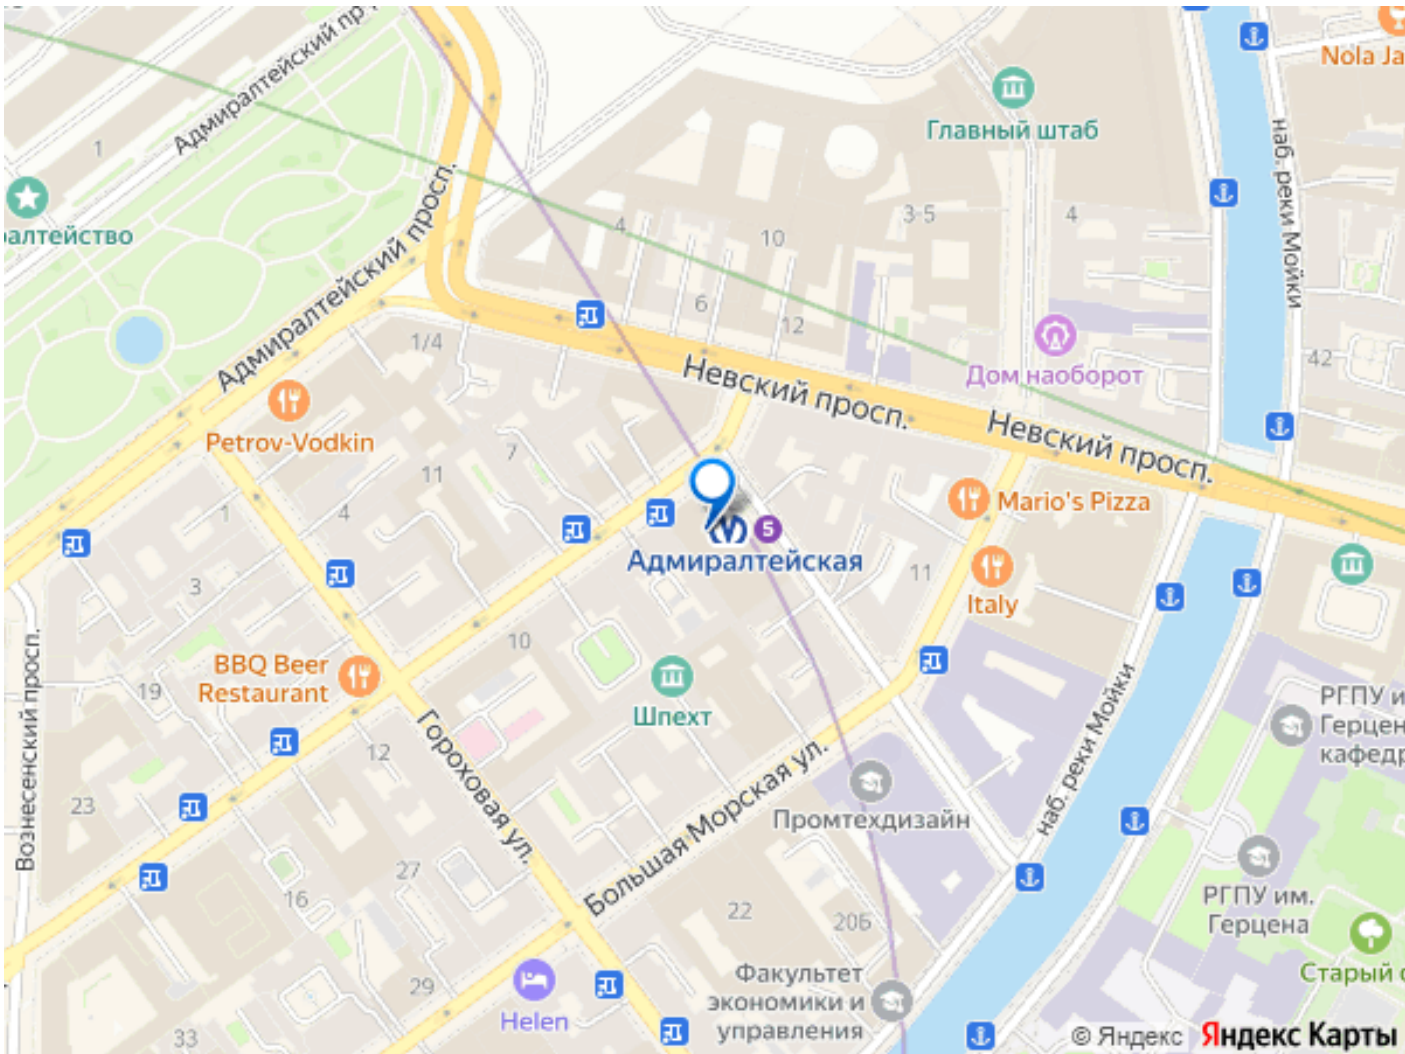 Адмиралтейский пр
Nola Ja
Главный штаб
наб. реки Мойки
1
3-5
4
4
10
алтейство
Адмиралтейский просп.
6
12
1/4
42
Невский просп.
Дом наоборот
Невский просп.
Petrov-Vodkin
7
11
Mario's Pizza
1
4
5
Адмиралтейская
11
3
Italy
10
BBQ Beer
Restaurant
19
Шпехт
Вознесенский просп.
Гороховая ул.
12
Большая Морская ул.
наб. реки Мойки
РГПУ и
Герцен
кафедр
23
Промтехдизайн
27
16
22
20Б
РГПУ им.
Герцена
Старый с
29
Helen
Факультет
экономики и
управления
33
© Яндекс Яндекс Карты